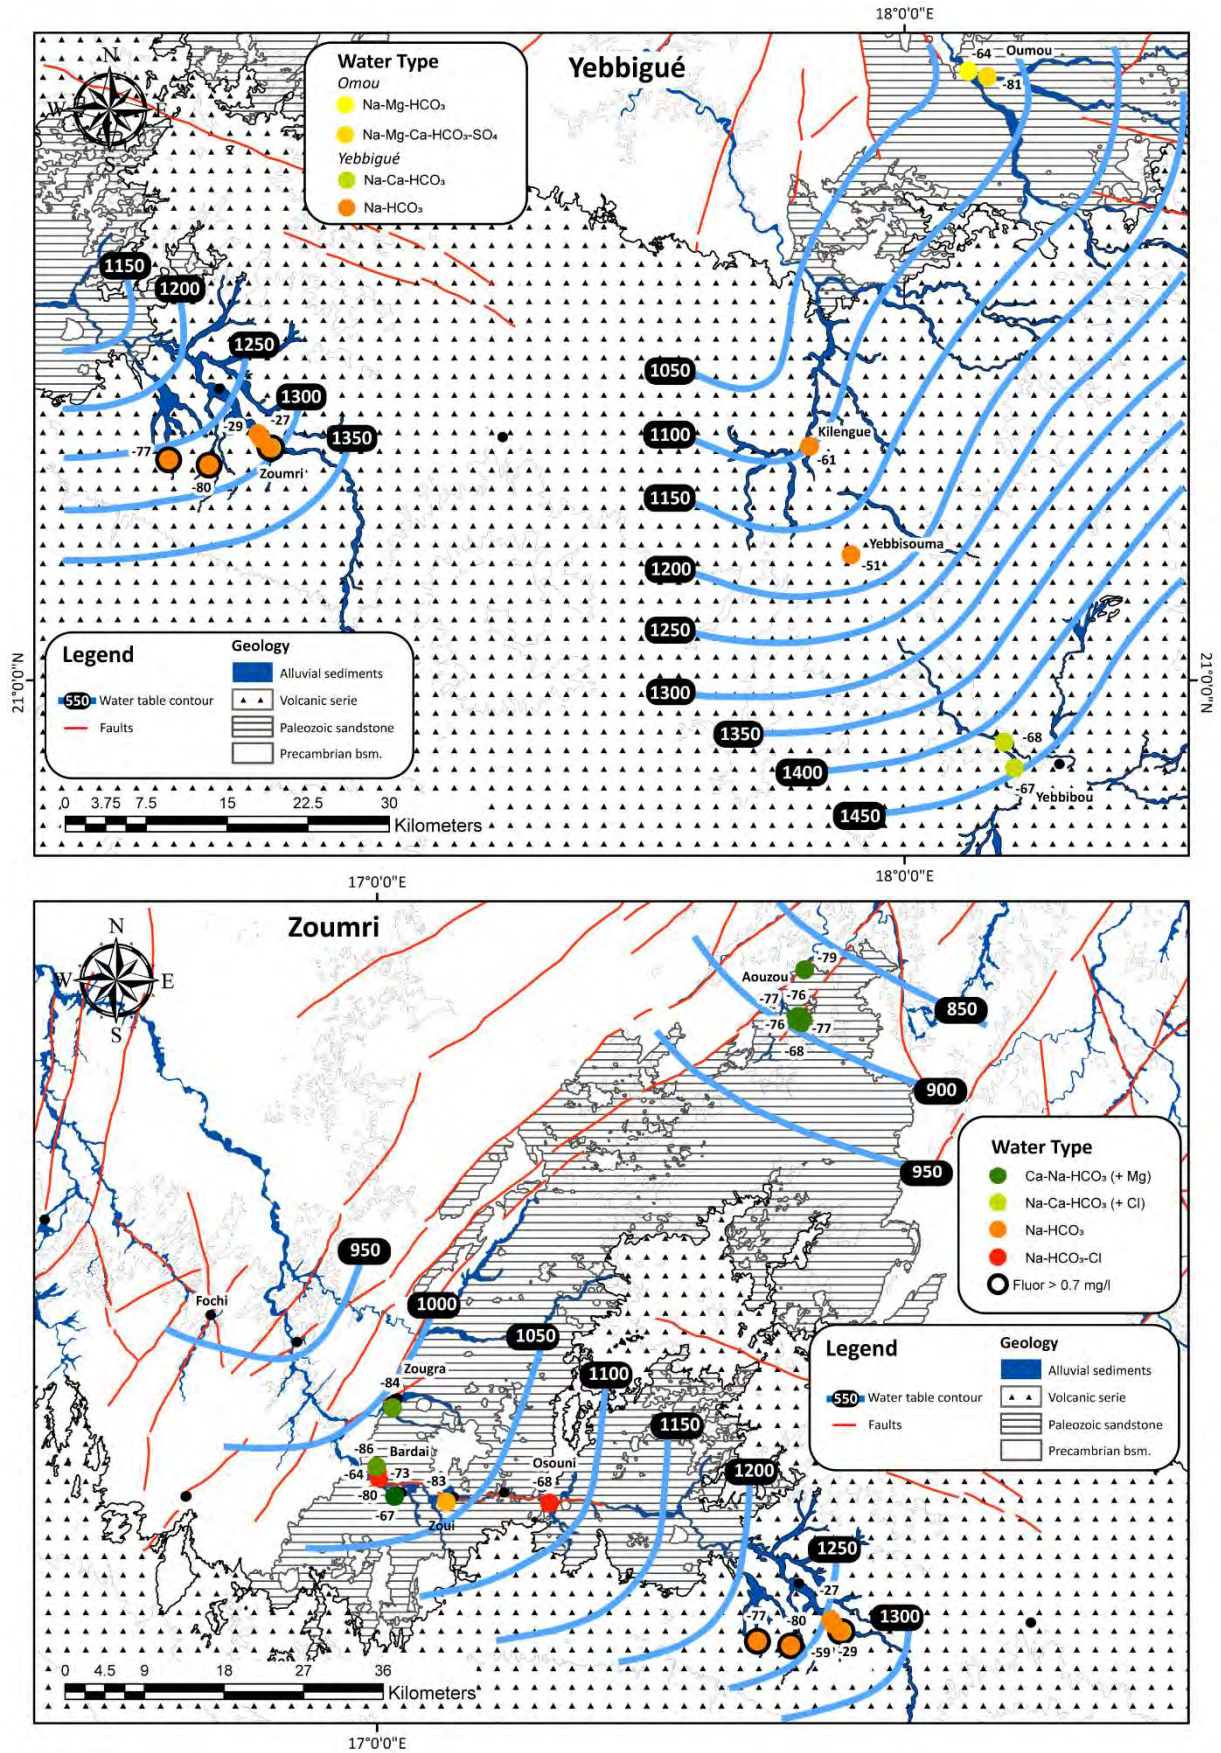 18°0'0"E
Yebbigué
N
W
E
S
Water Type
Omou
Na-Mg-HCO₃
Na-Mg-Ca-HCO₃-SO₄
Yebbigué
Na-Ca-HCO₃
Na-HCO₃
-64
Oumou
-81
1150
1200
1250
1300
1350
-29
-27
-77
-80
Zoumri
1050
1100
1150
1200
1250
1300
1350
1400
1450
Kilengue
-61
Yebbisouma
-51
-68
-67
Yebbibou
Legend
550 Water table contour
Faults
Geology
Alluvial sediments
Volcanic serie
Paleozoic sandstone
Precambrian bsm.
0 3.75 7.5 15 22.5 30
Kilometers
21°0'0"N
21°0'0"N
17°0'0"E
18°0'0"E
Zoumri
N
W
E
S
-79
Aouzou
-77
-76
-76
-77
-68
850
900
950
Water Type
Ca-Na-HCO₃ (+ Mg)
Na-Ca-HCO₃ (+ Cl)
Na-HCO₃
Na-HCO₃-Cl
Fluor > 0.7 mg/l
950
Fochi
1000
1050
1100
1150
1200
Zougra
-84
-86
Bardai
-64
-73
-80
-67
-83
Zoui
Osouni
-68
Legend
550 Water table contour
Faults
Geology
Alluvial sediments
Volcanic serie
Paleozoic sandstone
Precambrian bsm.
1250
1300
-27
-77
-80
-59
-29
0 4.5 9 18 27 36
Kilometers
17°0'0"E